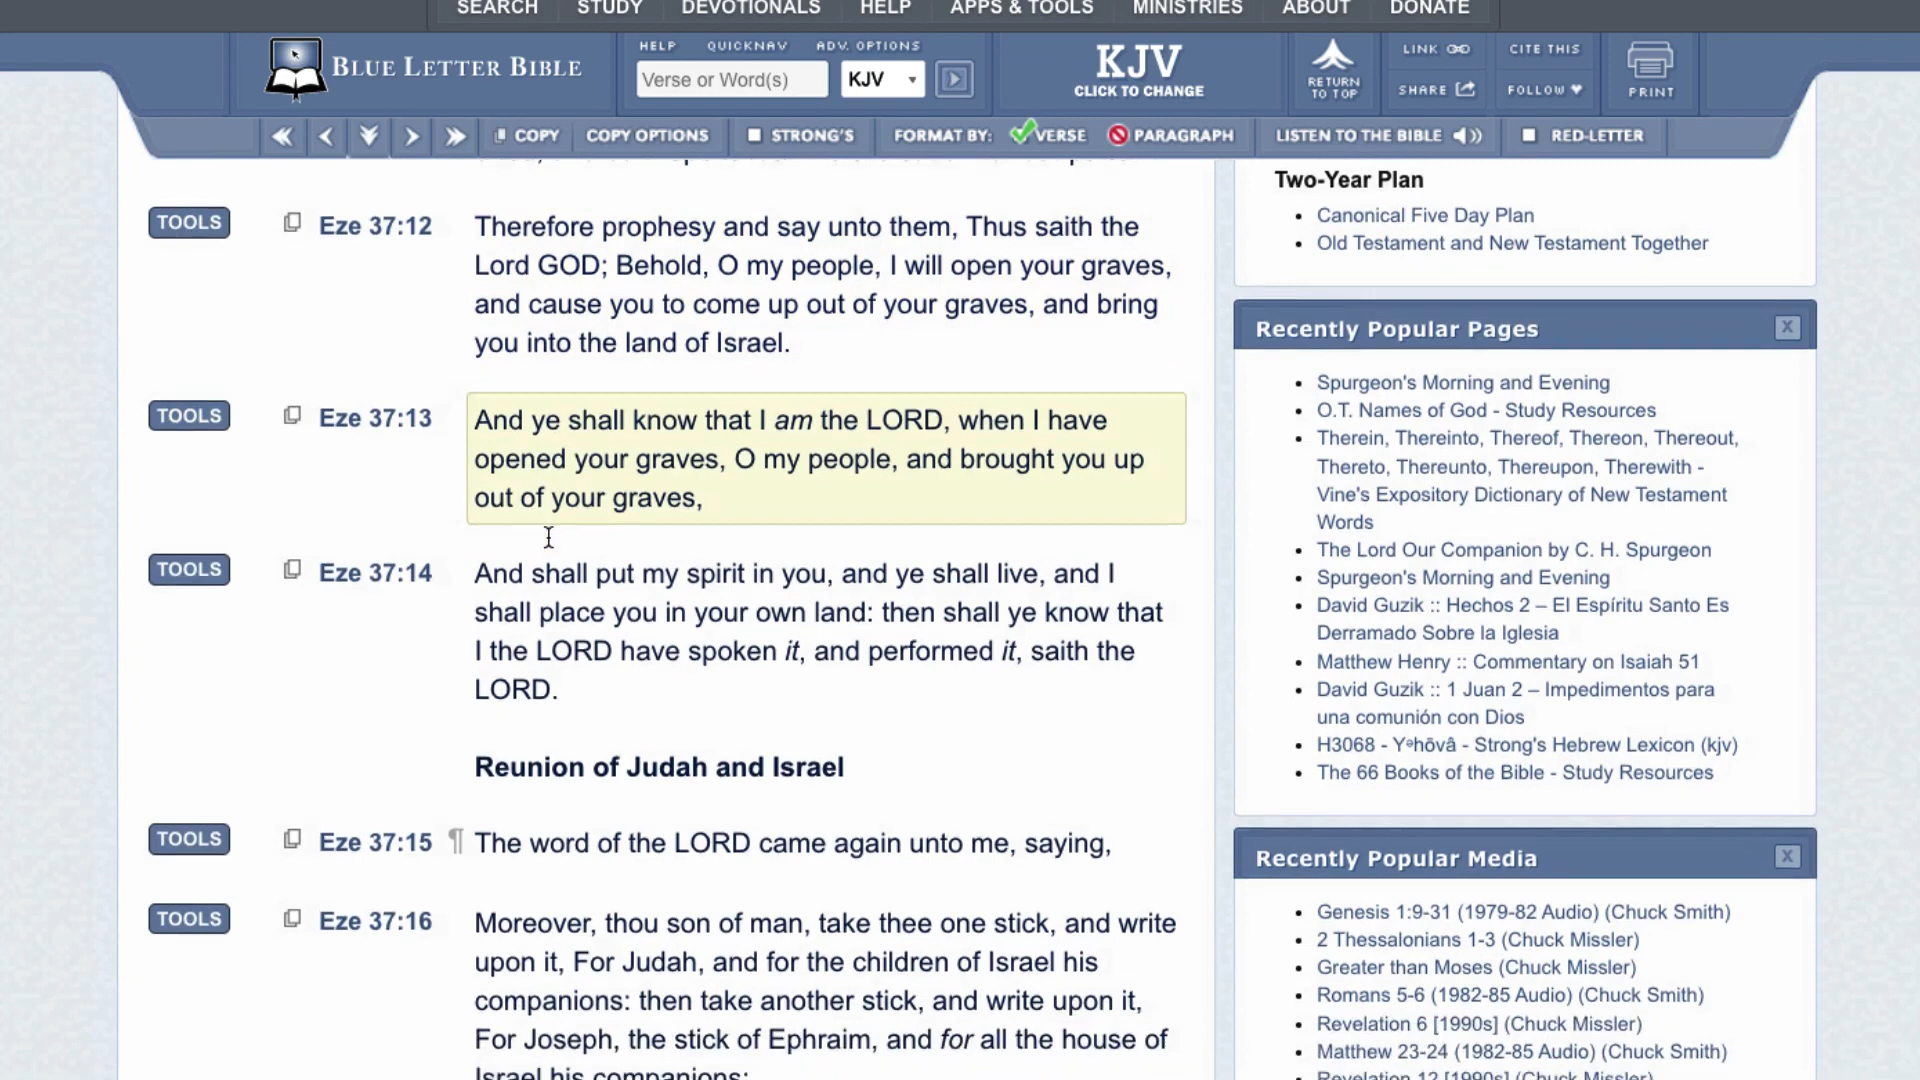 SEARCH STUDY DEVOTIONALS HELP APPS & TOOLS MINISTRIES ABOUT DONATE
BLUE LETTER BIBLE
HELP QUICKNAV ADV. OPTIONS
Verse or Word(s) KJV
KJV
CLICK TO CHANGE
RETURN
TO TOP
LINK
SHARE
CITE THIS
FOLLOW
PRINT
COPY COPY OPTIONS STRONG'S FORMAT BY: VERSE PARAGRAPH LISTEN TO THE BIBLE RED-LETTER
TOOLS Eze 37:12 Therefore prophesy and say unto them, Thus saith the
Lord GOD; Behold, O my people, I will open your graves,
and cause you to come up out of your graves, and bring
you into the land of Israel.
TOOLS Eze 37:13 And ye shall know that I am the LORD, when I have
opened your graves, O my people, and brought you up
out of your graves,
TOOLS Eze 37:14 And shall put my spirit in you, and ye shall live, and I
shall place you in your own land: then shall ye know that
I the LORD have spoken it, and performed it, saith the
LORD.
Reunion of Judah and Israel
TOOLS Eze 37:15 ¶ The word of the LORD came again unto me, saying,
TOOLS Eze 37:16 Moreover, thou son of man, take thee one stick, and write
upon it, For Judah, and for the children of Israel his
companions: then take another stick, and write upon it,
For Joseph, the stick of Ephraim, and for all the house of
Israel his companions:
Two-Year Plan
• Canonical Five Day Plan
• Old Testament and New Testament Together
Recently Popular Pages X
• Spurgeon's Morning and Evening
• O.T. Names of God - Study Resources
• Therein, Thereinto, Thereof, Thereon, Thereout,
Thereto, Thereunto, Thereupon, Therewith -
Vine's Expository Dictionary of New Testament
Words
• The Lord Our Companion by C. H. Spurgeon
• Spurgeon's Morning and Evening
• David Guzik :: Hechos 2 – El Espíritu Santo Es
Derramado Sobre la Iglesia
• Matthew Henry :: Commentary on Isaiah 51
• David Guzik :: 1 Juan 2 – Impedimentos para
una comunión con Dios
• H3068 - Yᵊhōvâ - Strong's Hebrew Lexicon (kjv)
• The 66 Books of the Bible - Study Resources
Recently Popular Media X
• Genesis 1:9-31 (1979-82 Audio) (Chuck Smith)
• 2 Thessalonians 1-3 (Chuck Missler)
• Greater than Moses (Chuck Missler)
• Romans 5-6 (1982-85 Audio) (Chuck Smith)
• Revelation 6 [1990s] (Chuck Missler)
• Matthew 23-24 (1982-85 Audio) (Chuck Smith)
• Revelation 12 [1990s] (Chuck Missler)